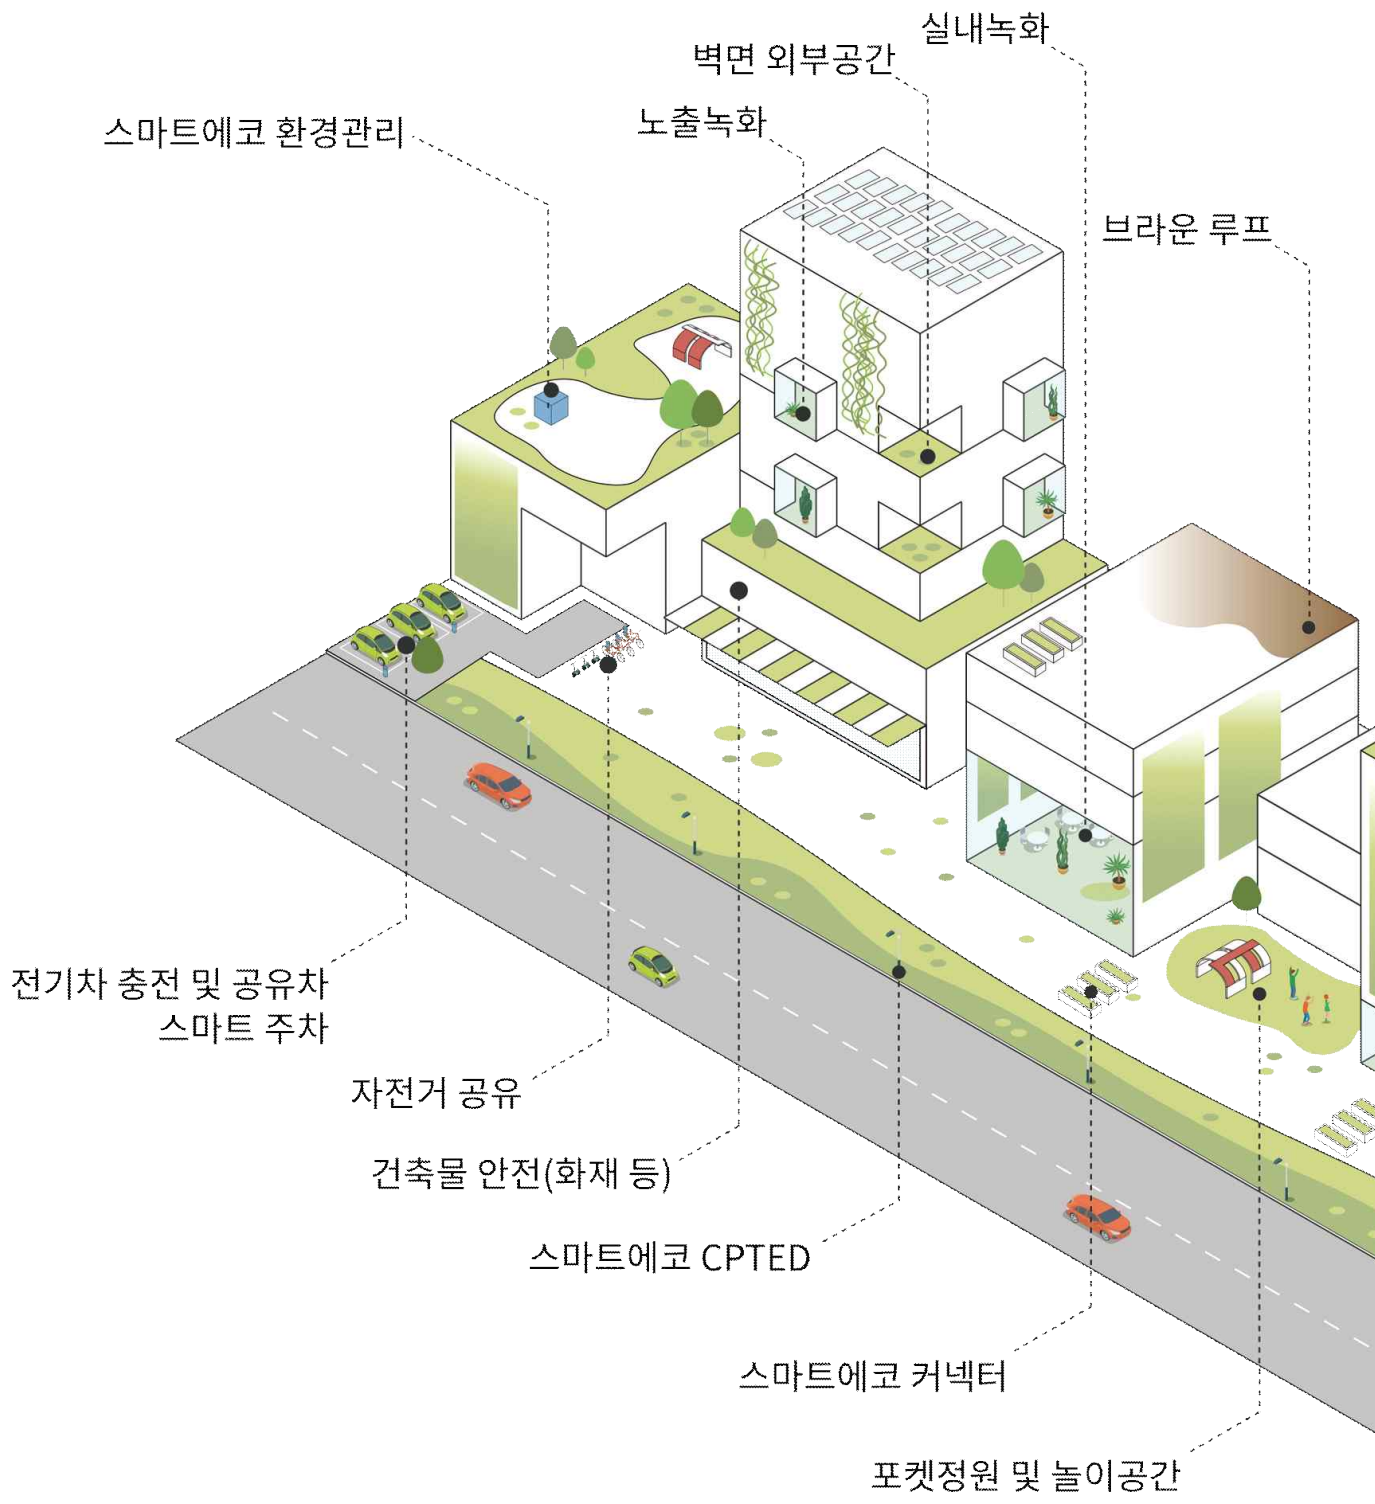 실내녹화
벽면 외부공간
노출녹화
스마트에코 환경관리
브라운 루프
전기차 충전 및 공유차
스마트 주차
자전거 공유
건축물 안전(화재 등)
스마트에코 CPTED
스마트에코 커넥터
포켓정원 및 놀이공간